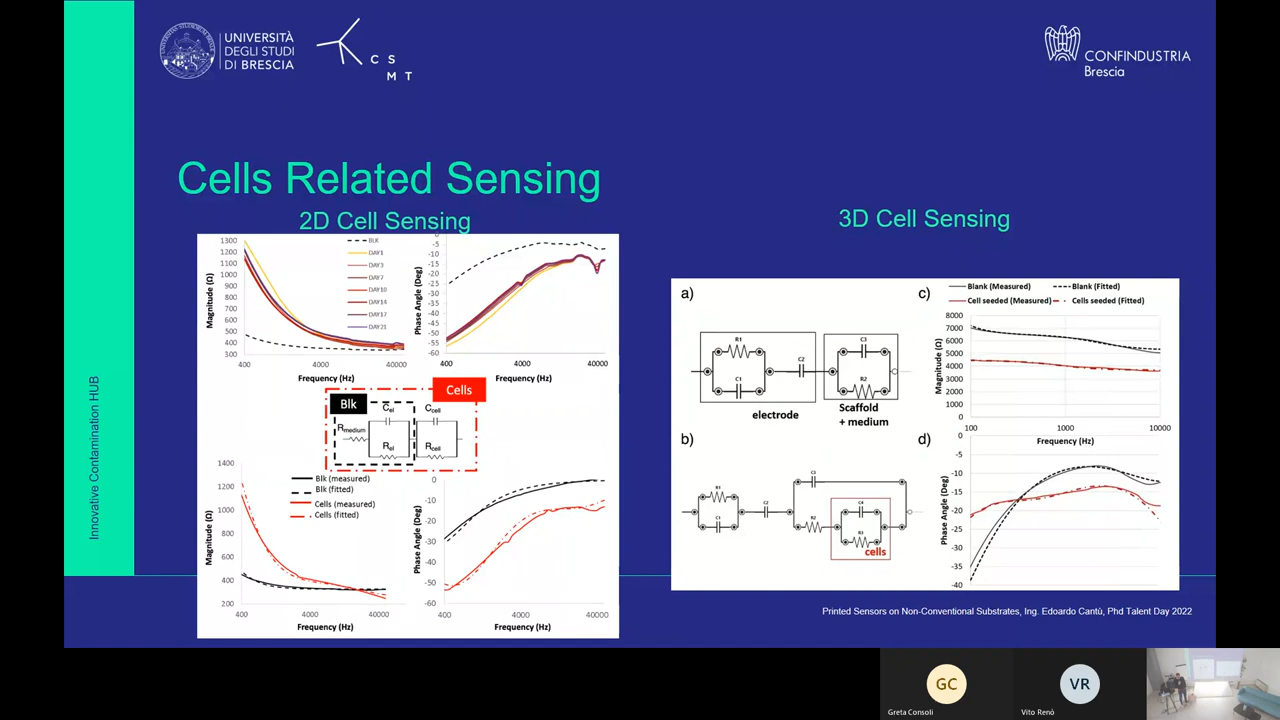 UNIVERSITÀ
DEGLI STUDI
DI BRESCIA
C S
M T
CONFINDUSTRIA
Brescia
Innovative Contamination HUB
Cells Related Sensing
2D Cell Sensing
3D Cell Sensing
Magnitude (Ω)
1300
1200
1100
1000
900
800
700
600
500
400
300
400
4000
40000
Frequency (Hz)
BLK
DAY1
DAY3
DAY7
DAY10
DAY14
DAY17
DAY21
Phase Angle (Deg)
0
-5
-10
-15
-20
-25
-30
-35
-40
-45
-50
-55
-60
400
4000
40000
Frequency (Hz)
Blk
Cells
Rmedium
Cel
Rel
Ccell
Rcell
Magnitude (Ω)
1400
1200
1000
800
600
400
200
400
4000
40000
Frequency (Hz)
Blk (measured)
Blk (fitted)
Cells (measured)
Cells (fitted)
Phase Angle (Deg)
0
-10
-20
-30
-40
-50
-60
400
4000
40000
Frequency (Hz)
a)
R1
C1
C2
C3
R2
electrode
Scaffold
+ medium
b)
R1
C1
C2
C3
R2
C4
R3
cells
c)
Blank (Measured)
Blank (Fitted)
Cell seeded (Measured)
Cells seeded (Fitted)
Magnitude (Ω)
8000
7000
6000
5000
4000
3000
2000
1000
0
100
1000
10000
Frequency (Hz)
d)
Phase Angle (Deg)
0
-5
-10
-15
-20
-25
-30
-35
-40
Printed Sensors on Non-Conventional Substrates, Ing. Edoardo Cantù, Phd Talent Day 2022
GC
Greta Consoli
VR
Vito Renò